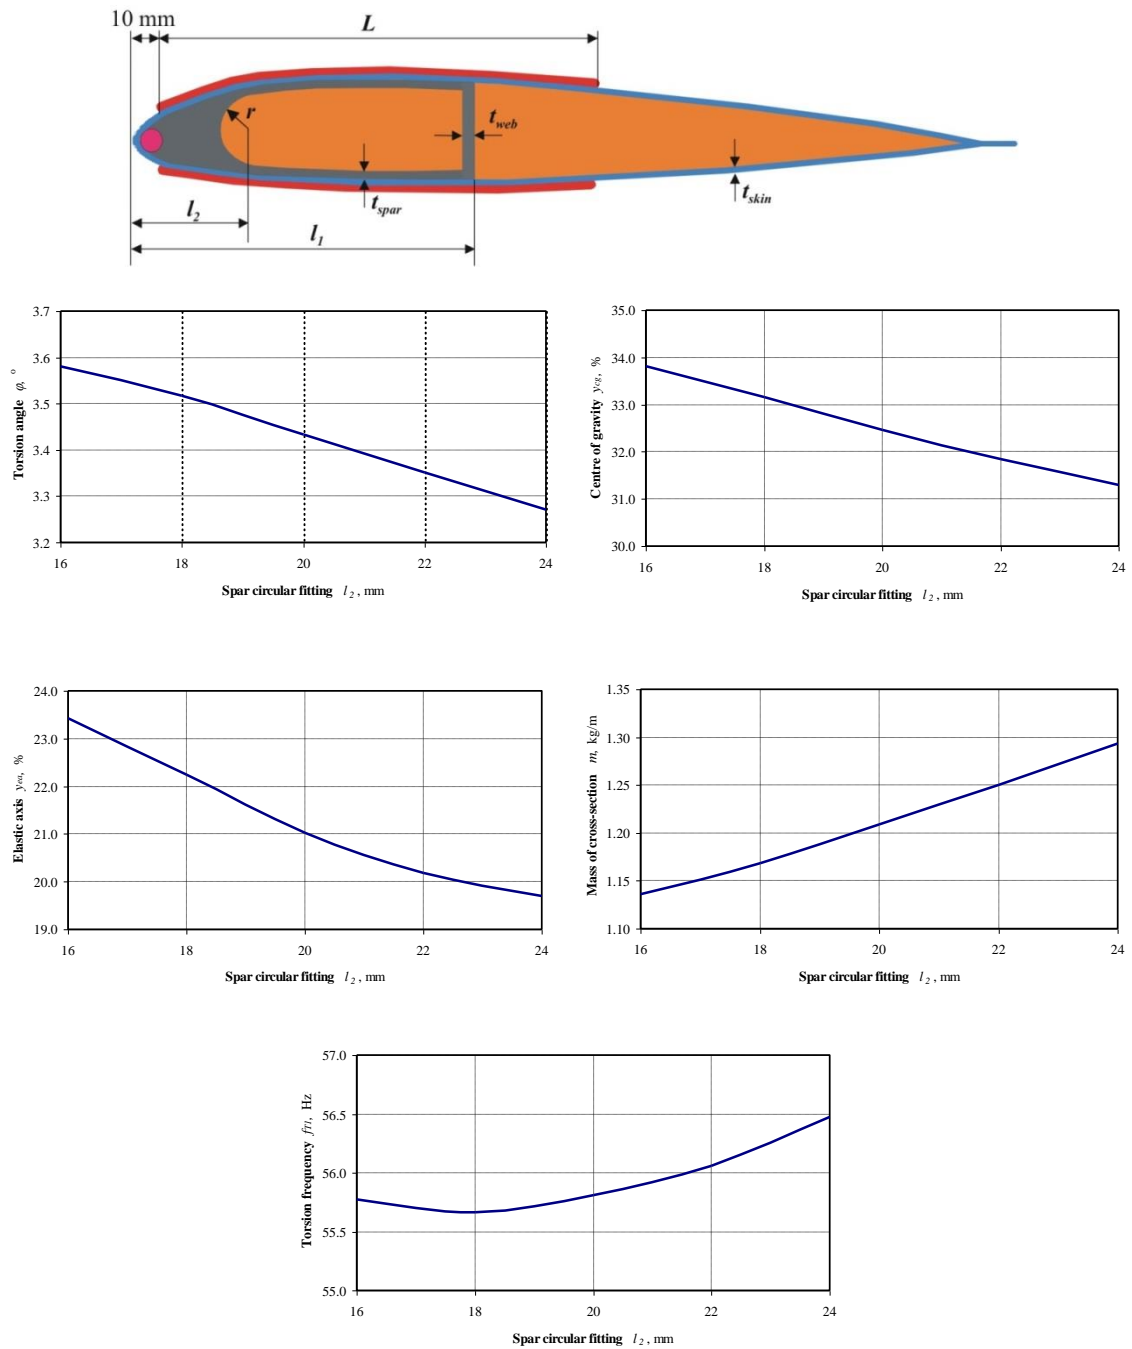 10 mm
L
r
t_web
l_2
t_spar
t_skin
l_1
Torsion angle φ, °
3.7
3.6
3.5
3.4
3.3
3.2
16 18 20 22 24
Spar circular fitting l_2, mm
Centre of gravity y_cg, %
35.0
34.0
33.0
32.0
31.0
30.0
16 18 20 22 24
Spar circular fitting l_2, mm
Elastic axis y_ea, %
24.0
23.0
22.0
21.0
20.0
19.0
16 18 20 22 24
Spar circular fitting l_2, mm
Mass of cross-section m, kg/m
1.35
1.30
1.25
1.20
1.15
1.10
16 18 20 22 24
Spar circular fitting l_2, mm
Torsion frequency f_T1, Hz
57.0
56.5
56.0
55.5
55.0
16 18 20 22 24
Spar circular fitting l_2, mm